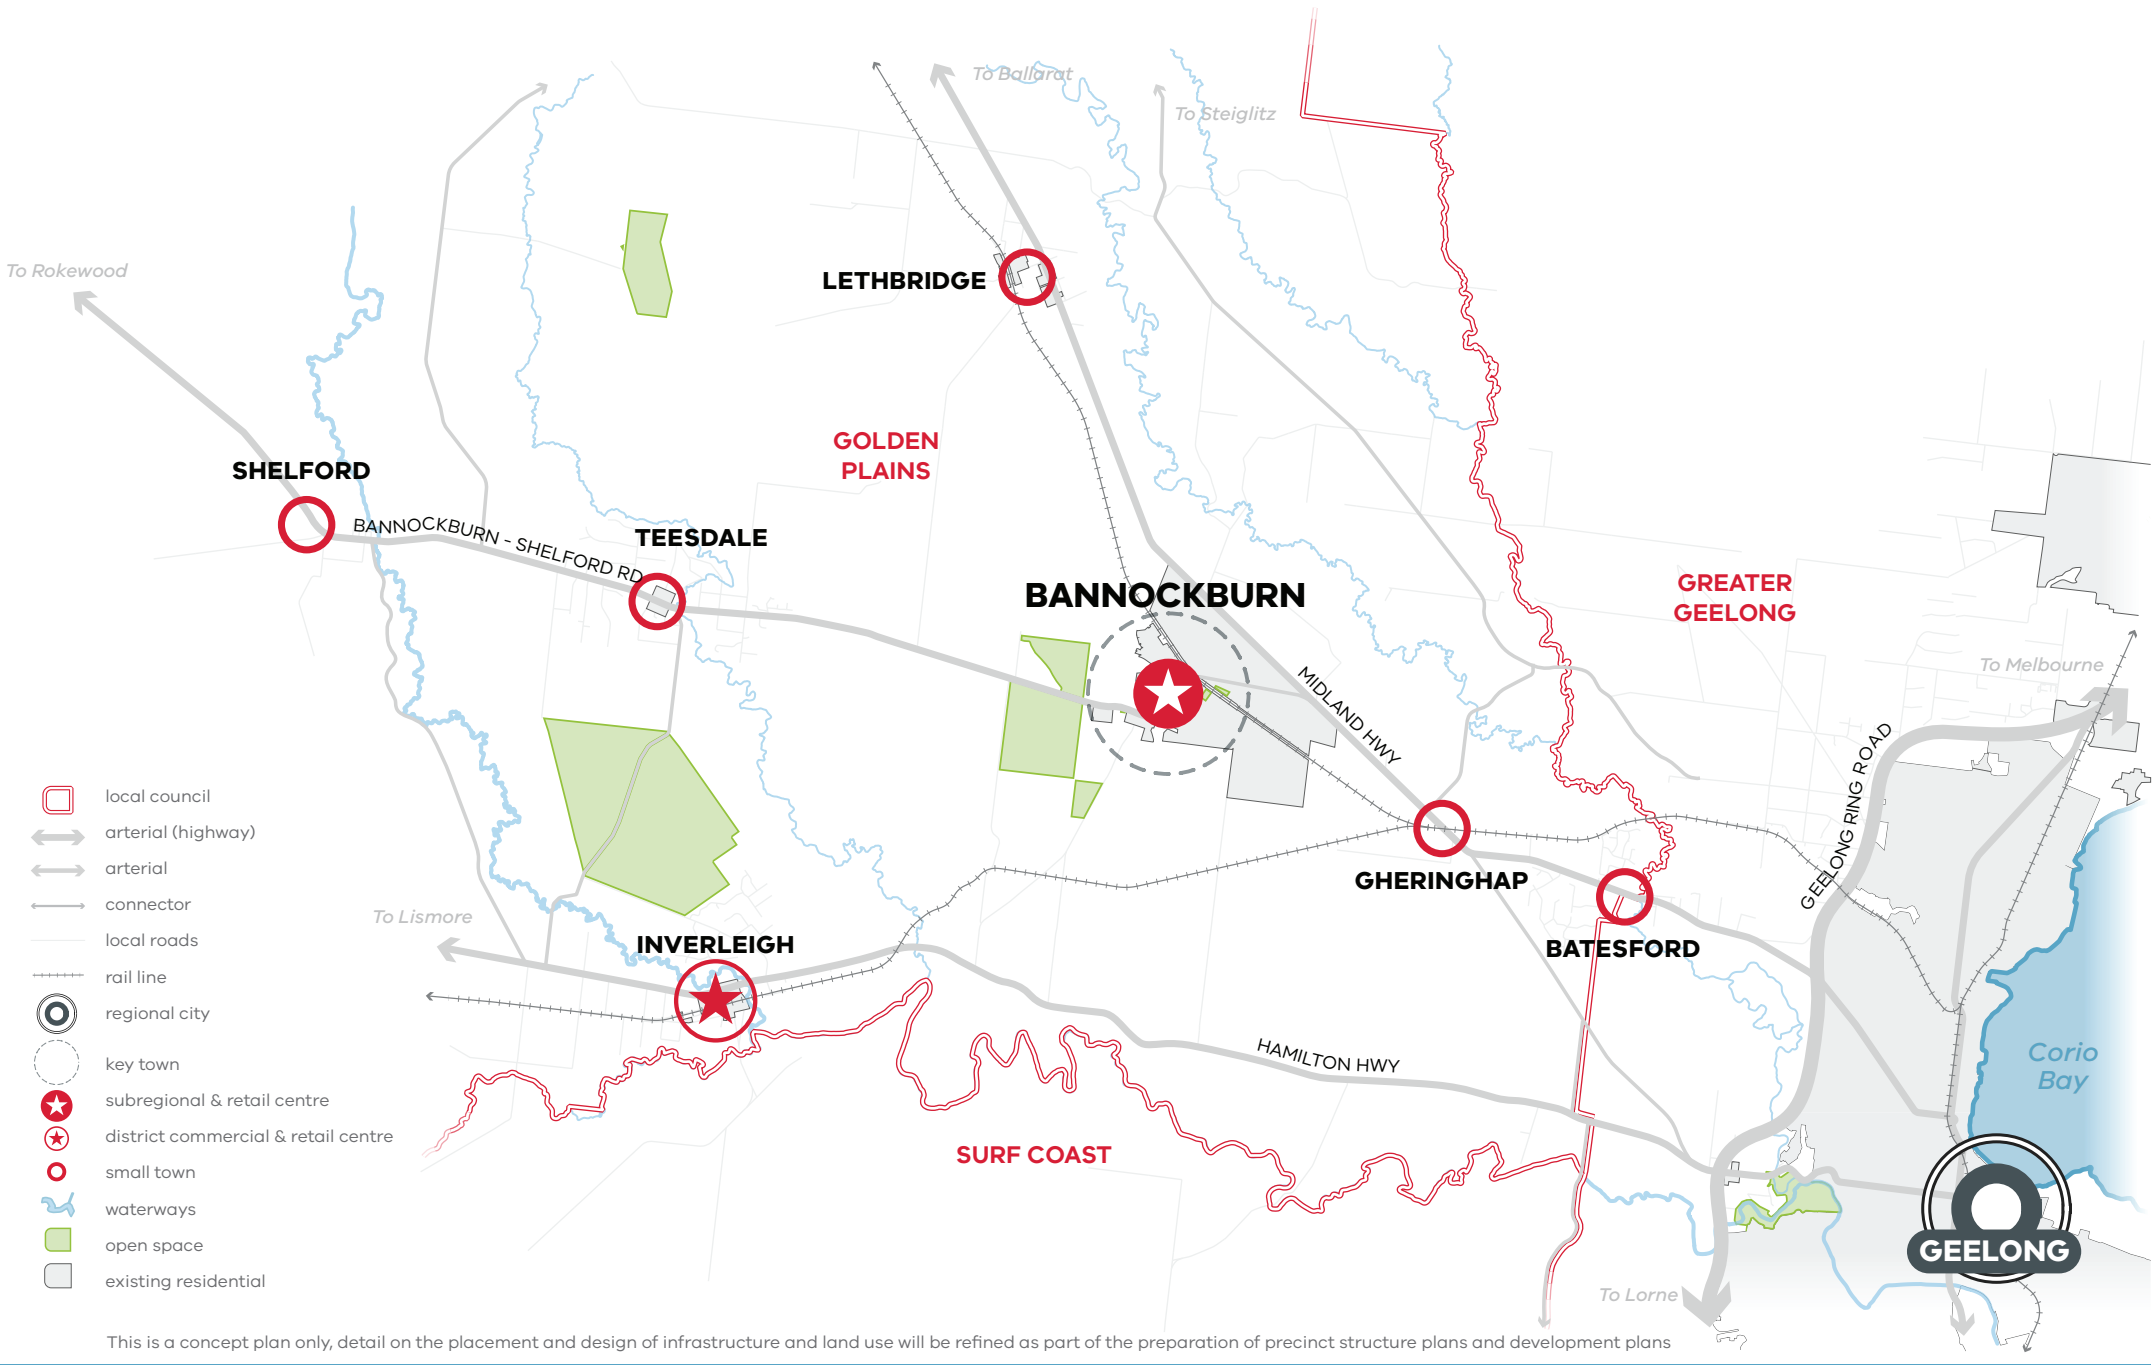 To Ballarat
To Steiglitz
To Rokewood
LETHBRIDGE
GOLDEN
PLAINS
SHELFORD
BANNOCKBURN - SHELFORD RD
TEESDALE
BANNOCKBURN
GREATER
GEELONG
To Melbourne
MIDLAND HWY
GEELONG RING ROAD
GHERINGHAP
BATESFORD
To Lismore
INVERLEIGH
HAMILTON HWY
Corio
Bay
SURF COAST
GEELONG
To Lorne
local council
arterial (highway)
arterial
connector
local roads
rail line
regional city
key town
subregional & retail centre
district commercial & retail centre
small town
waterways
open space
existing residential
This is a concept plan only, detail on the placement and design of infrastructure and land use will be refined as part of the preparation of precinct structure plans and development plans